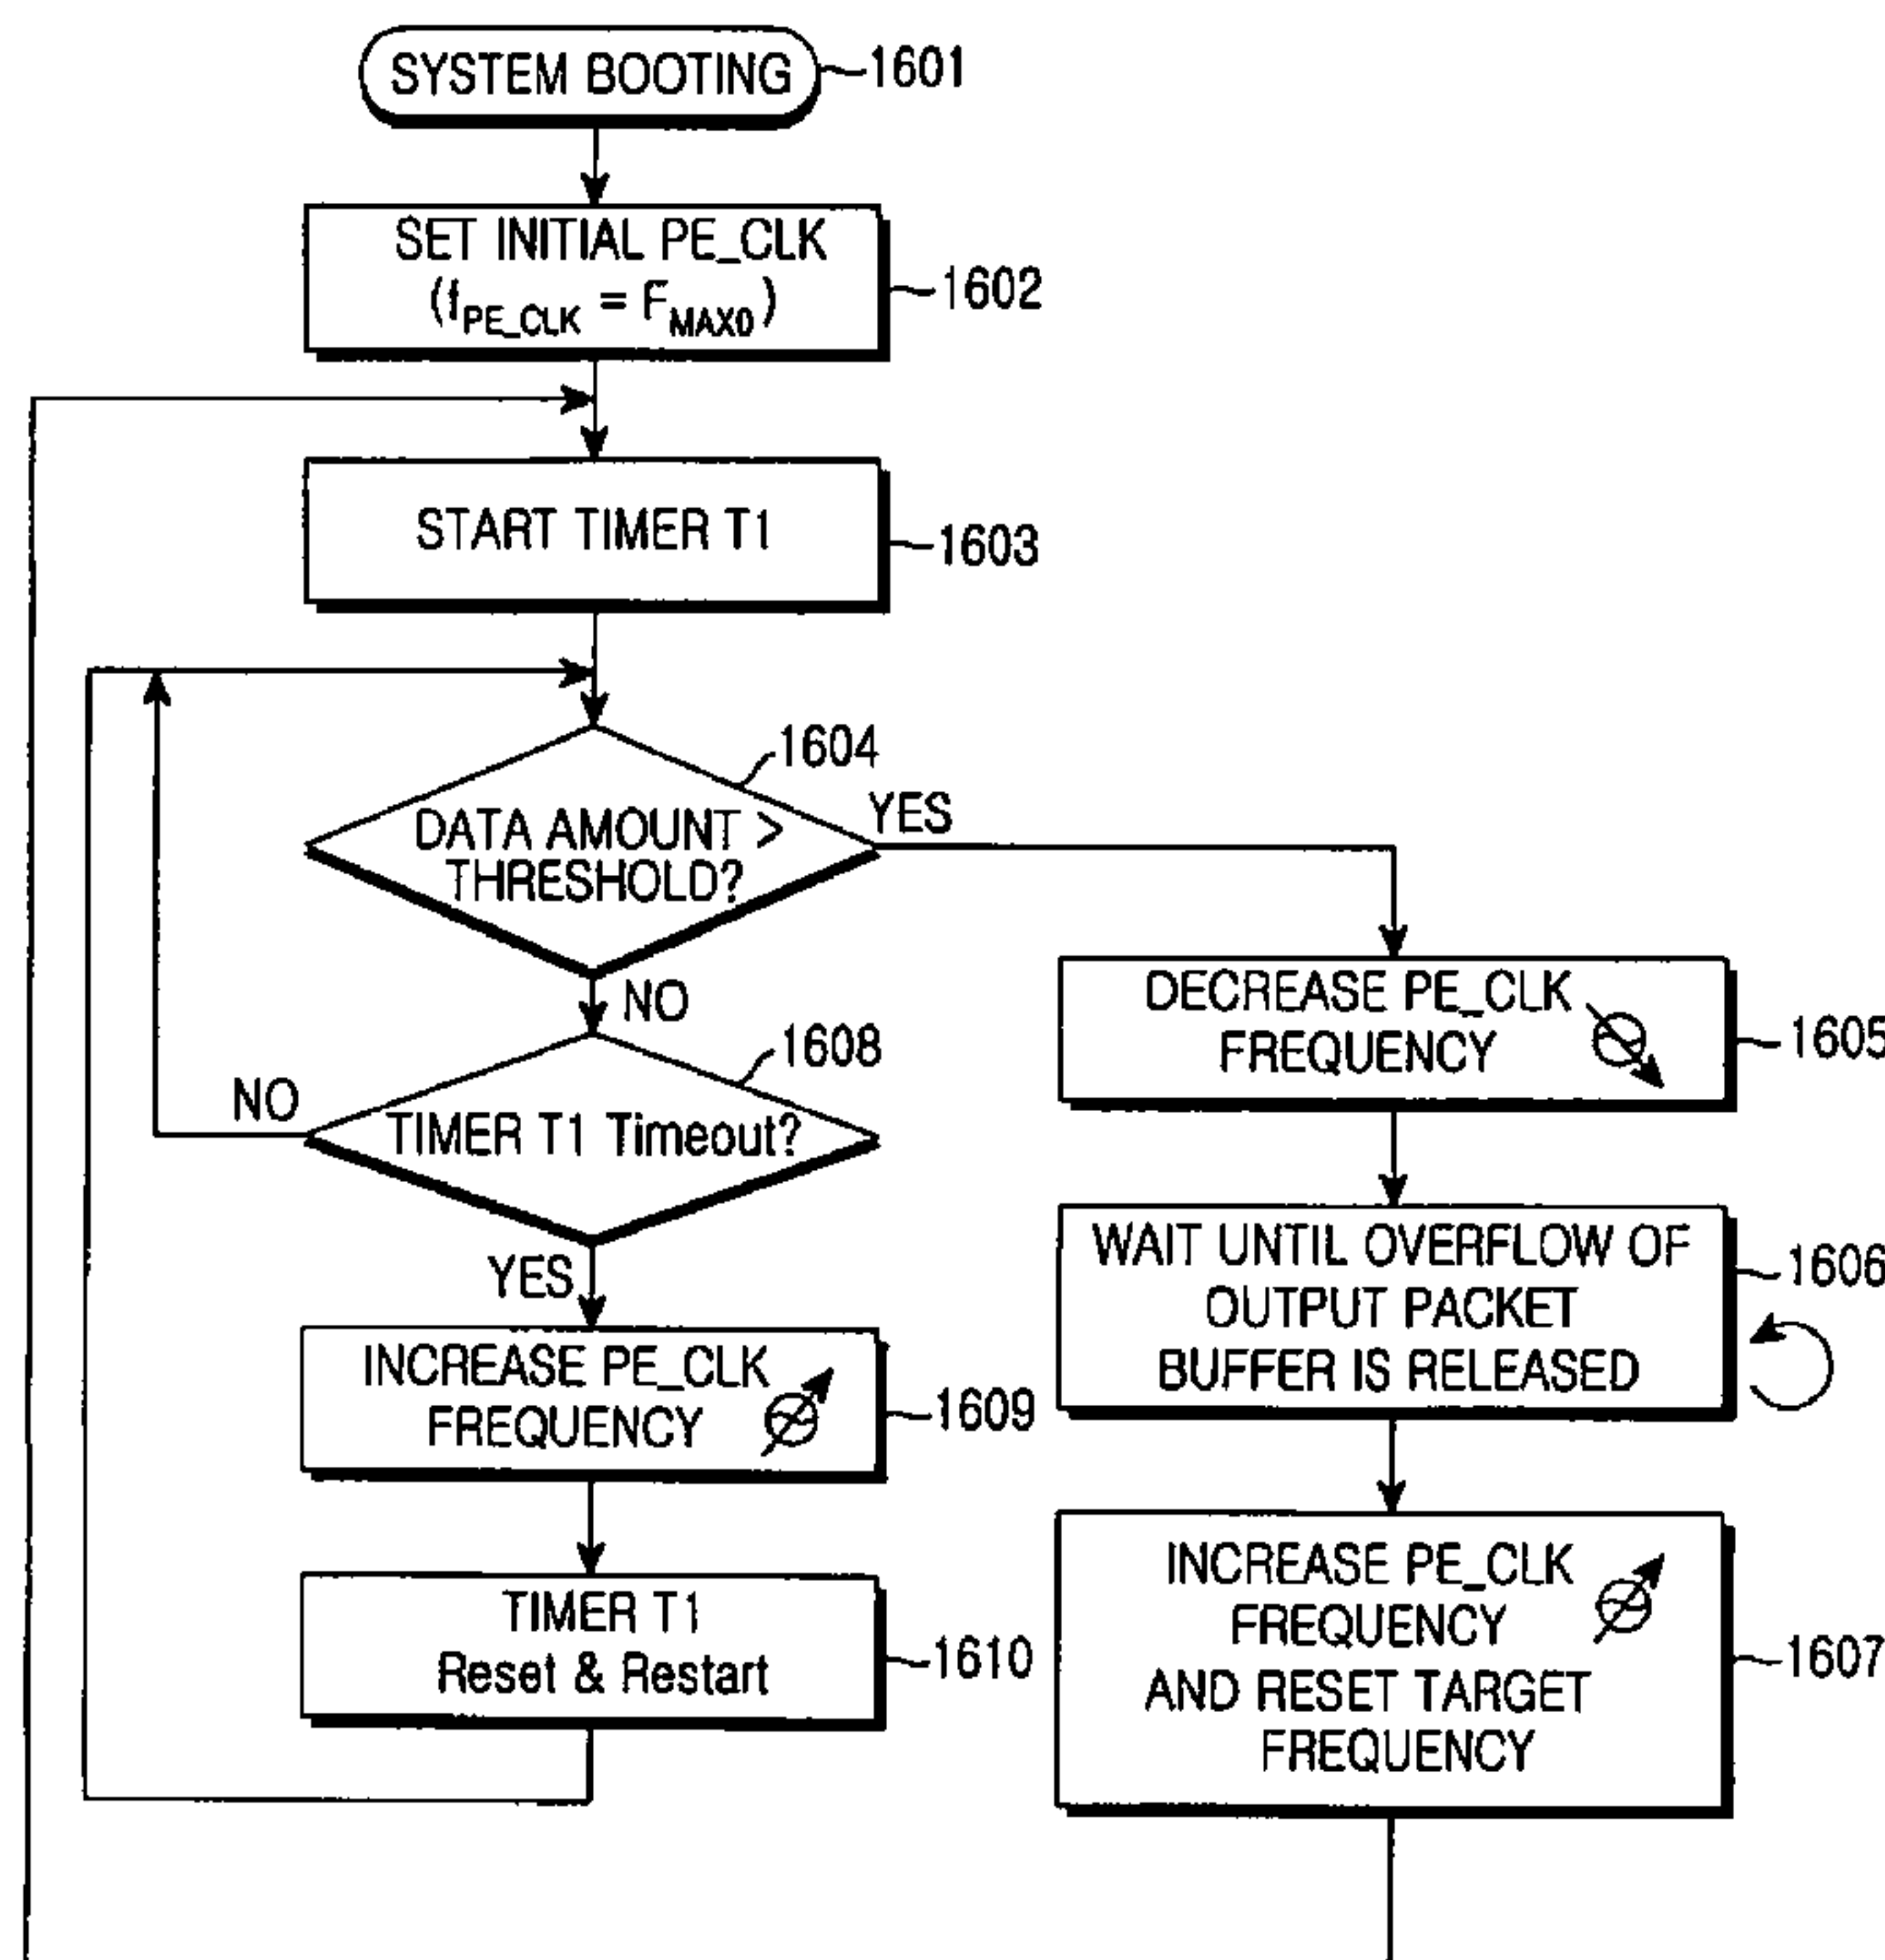 SYSTEM BOOTING
1601
SET INITIAL PE_CLK
(fPE_CLK = FMAX0)
1602
START TIMER T1
1603
1604
DATA AMOUNT >
THRESHOLD?
YES
NO
DECREASE PE_CLK
FREQUENCY
1605
1608
TIMER T1 Timeout?
NO
YES
WAIT UNTIL OVERFLOW OF
OUTPUT PACKET
BUFFER IS RELEASED
1606
INCREASE PE_CLK
FREQUENCY
1609
TIMER T1
Reset & Restart
1610
INCREASE PE_CLK
FREQUENCY
AND RESET TARGET
FREQUENCY
1607